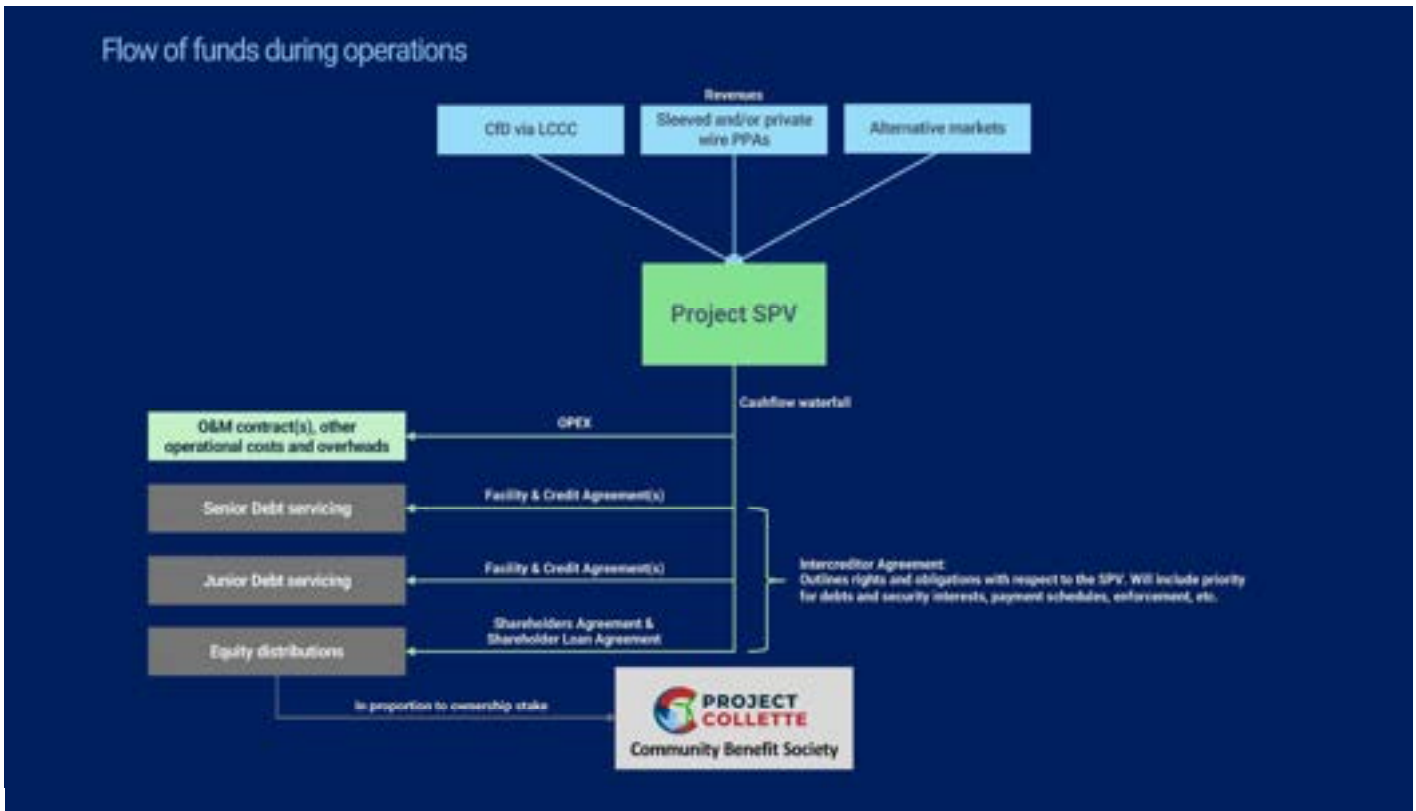 Flow of funds during operations
Revenues
CfD via LCCC
Sleeved and/or private
wire PPAs
Alternative markets
Project SPV
Cashflow waterfall
O&M contract(s), other
operational costs and overheads
OPEX
Senior Debt servicing
Facility & Credit Agreement(s)
Junior Debt servicing
Facility & Credit Agreement(s)
Intercreditor Agreement:
Outlines rights and obligations with respect to the SPV. Will include priority
for debts and security interests, payment schedules, enforcement, etc.
Equity distributions
Shareholders Agreement &
Shareholder Loan Agreement
In proportion to ownership stake
PROJECT
COLLETTE
Community Benefit Society